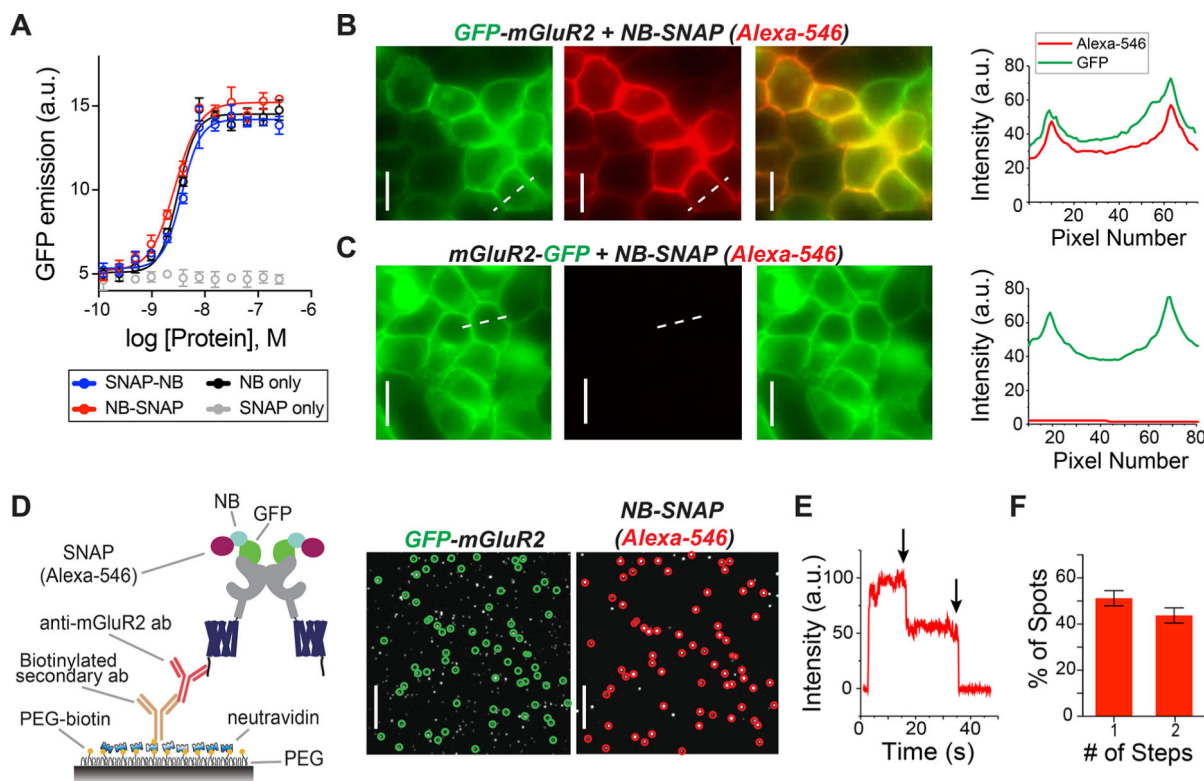 A
GFP emission (a.u.)
15
10
5
-10 -9 -8 -7 -6
log [Protein], M
SNAP-NB NB only
NB-SNAP SNAP only
B
GFP-mGluR2 + NB-SNAP (Alexa-546)
Intensity (a.u.)
80
60
40
20
0
20 40 60
Pixel Number
Alexa-546
GFP
C
mGluR2-GFP + NB-SNAP (Alexa-546)
Intensity (a.u.)
80
60
40
20
0
20 40 60 80
Pixel Number
D
NB
GFP
SNAP
(Alexa-546)
anti-mGluR2 ab
Biotinylated
secondary ab
PEG-biotin
neutravidin
PEG
GFP-mGluR2
NB-SNAP
(Alexa-546)
E
Intensity (a.u.)
100
50
0
0 20 40
Time (s)
F
% of Spots
60
40
20
0
1 2
# of Steps